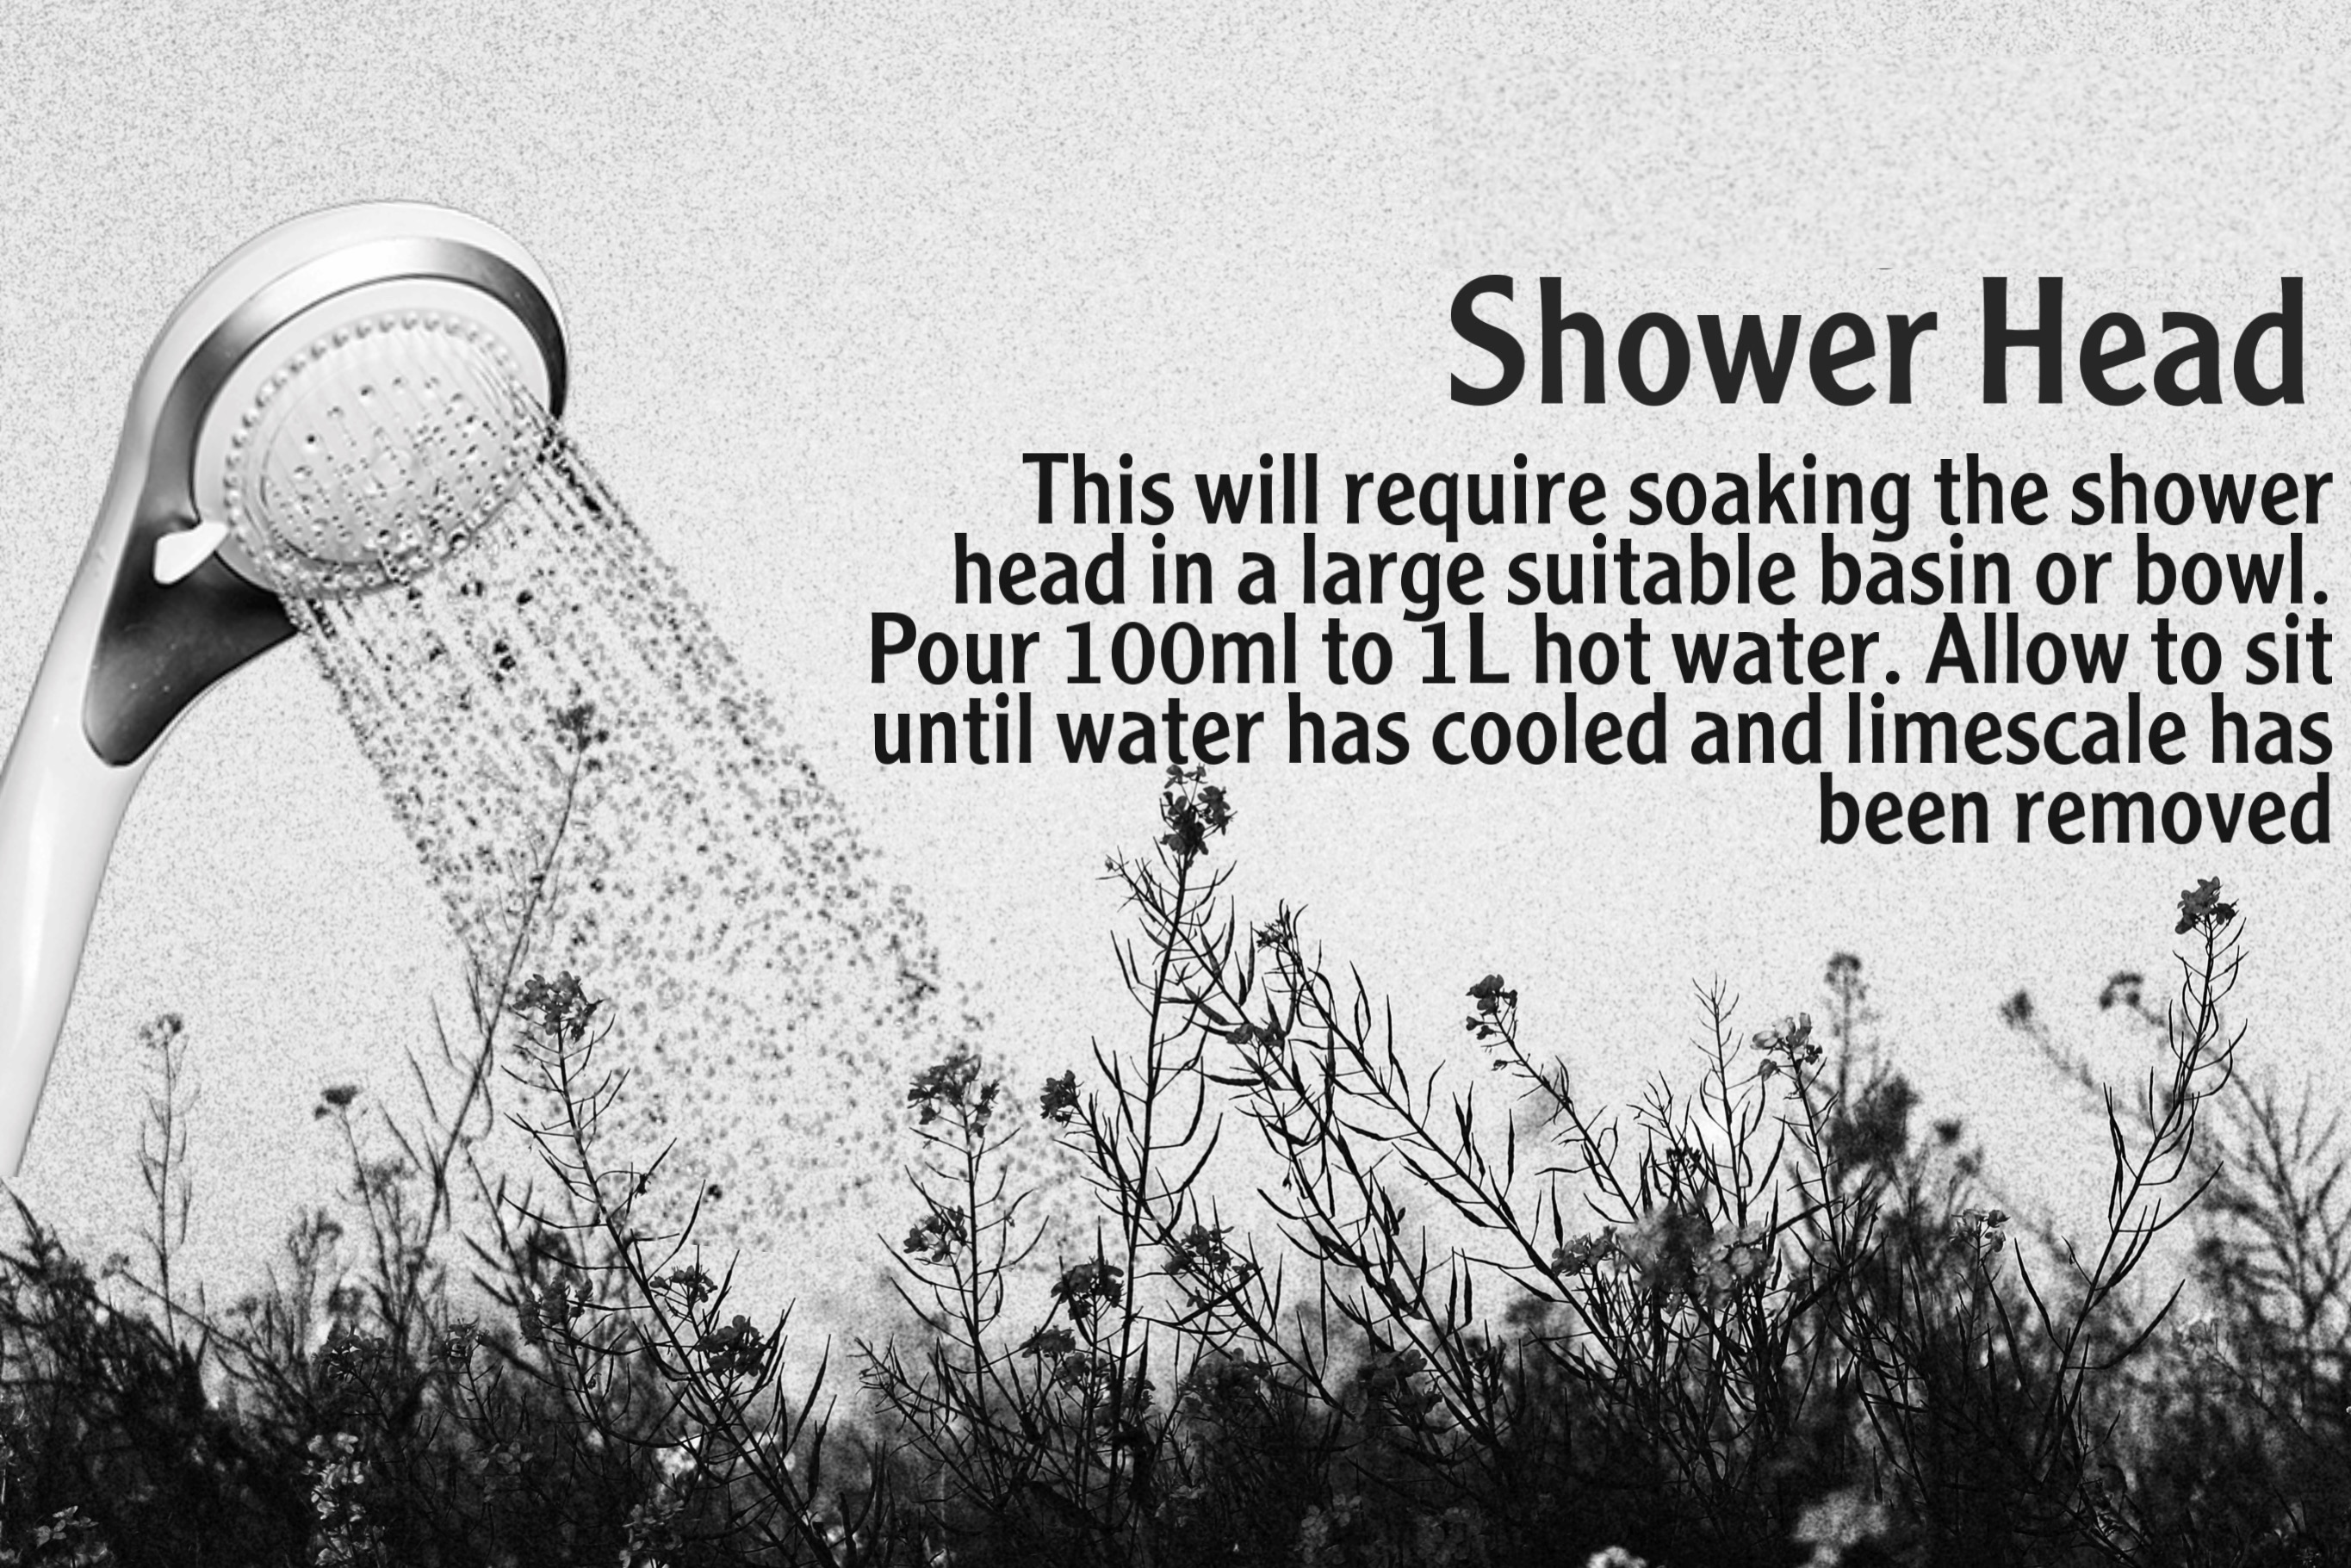 Shower Head
This will require soaking the shower
head in a large suitable basin or bowl.
Pour 100ml to 1L hot water. Allow to sit
until water has cooled and limescale has
been removed